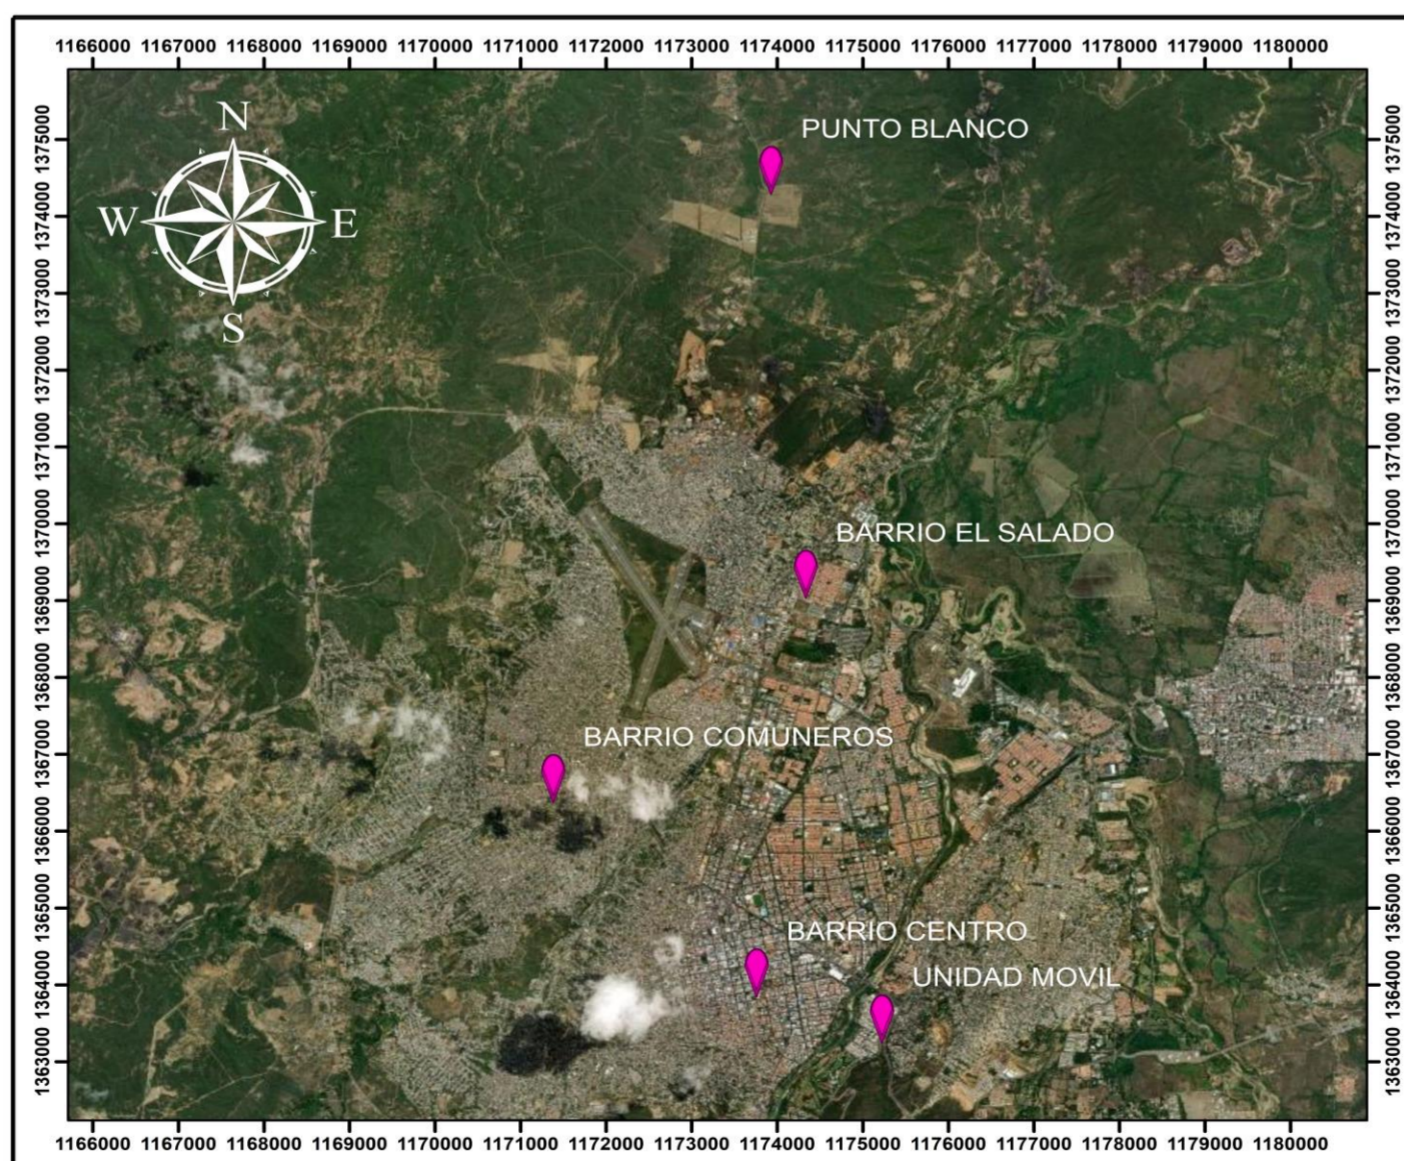 1166000 1167000 1168000 1169000 1170000 1171000 1172000 1173000 1174000 1175000 1176000 1177000 1178000 1179000 1180000
N
W
E
S
PUNTO BLANCO
BARRIO EL SALADO
BARRIO COMUNEROS
BARRIO CENTRO
UNIDAD MOVIL
1375000
1374000
1373000
1372000
1371000
1370000
1369000
1368000
1367000
1366000
1365000
1364000
1363000
1375000
1374000
1373000
1372000
1371000
1370000
1369000
1368000
1367000
1366000
1365000
1364000
1363000
1166000 1167000 1168000 1169000 1170000 1171000 1172000 1173000 1174000 1175000 1176000 1177000 1178000 1179000 1180000